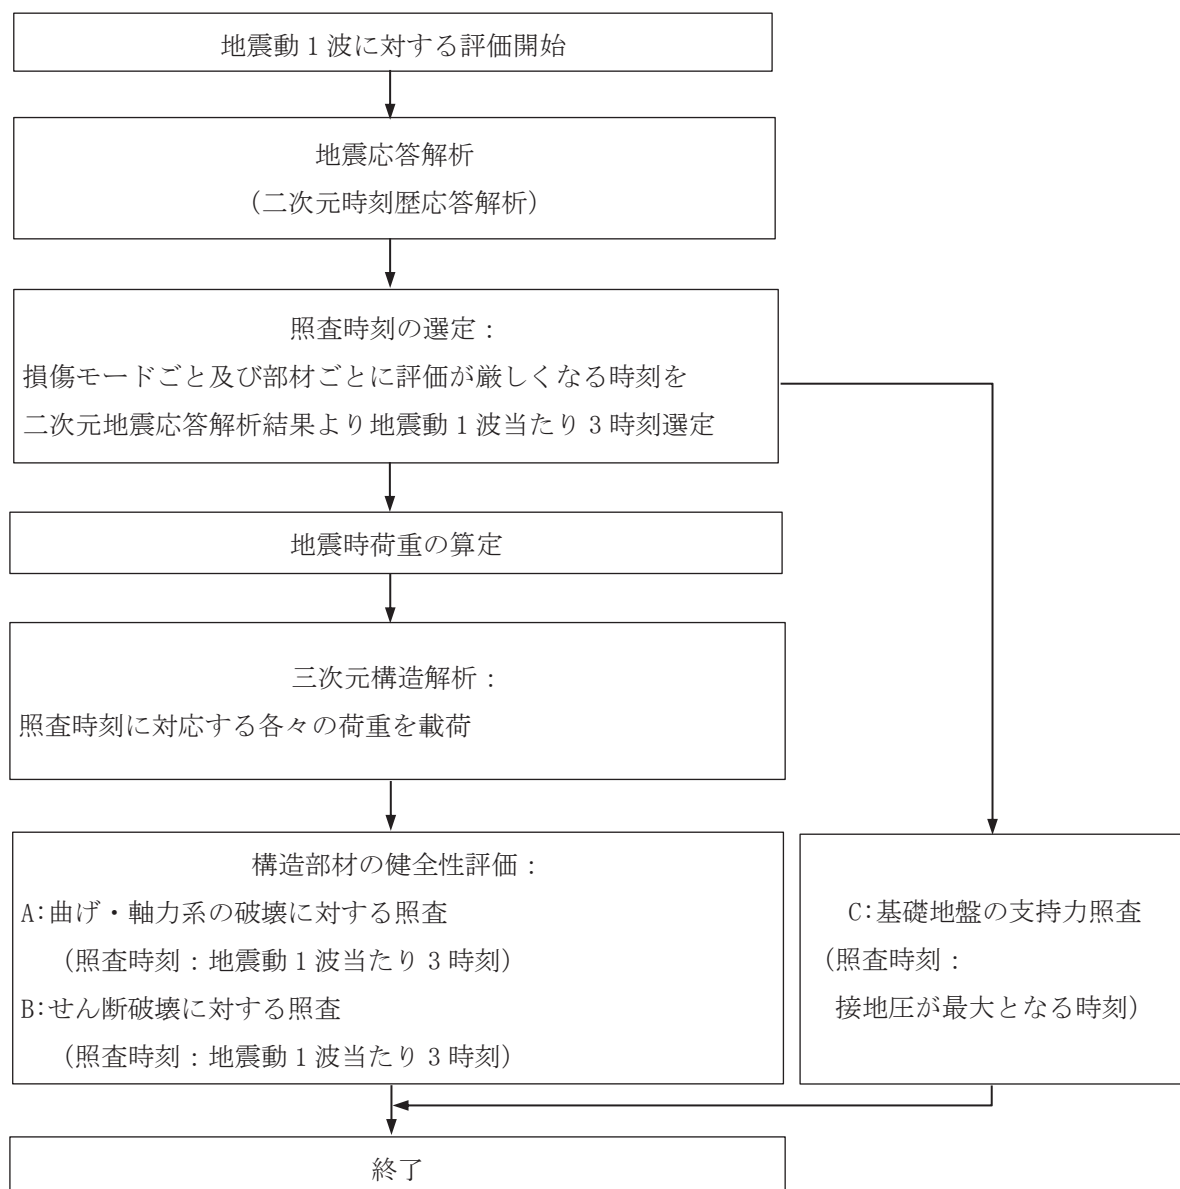 地震動１波に対する評価開始
地震応答解析
（二次元時刻歴応答解析）
照査時刻の選定：
損傷モードごと及び部材ごとに評価が厳しくなる時刻を
二次元地震応答解析結果より地震動１波当たり３時刻選定
地震時荷重の算定
三次元構造解析：
照査時刻に対応する各々の荷重を載荷
構造部材の健全性評価：
A:曲げ・軸力系の破壊に対する照査
（照査時刻：地震動１波当たり３時刻）
B:せん断破壊に対する照査
（照査時刻：地震動１波当たり３時刻）
C:基礎地盤の支持力照査
（照査時刻：
接地圧が最大となる時刻）
終了